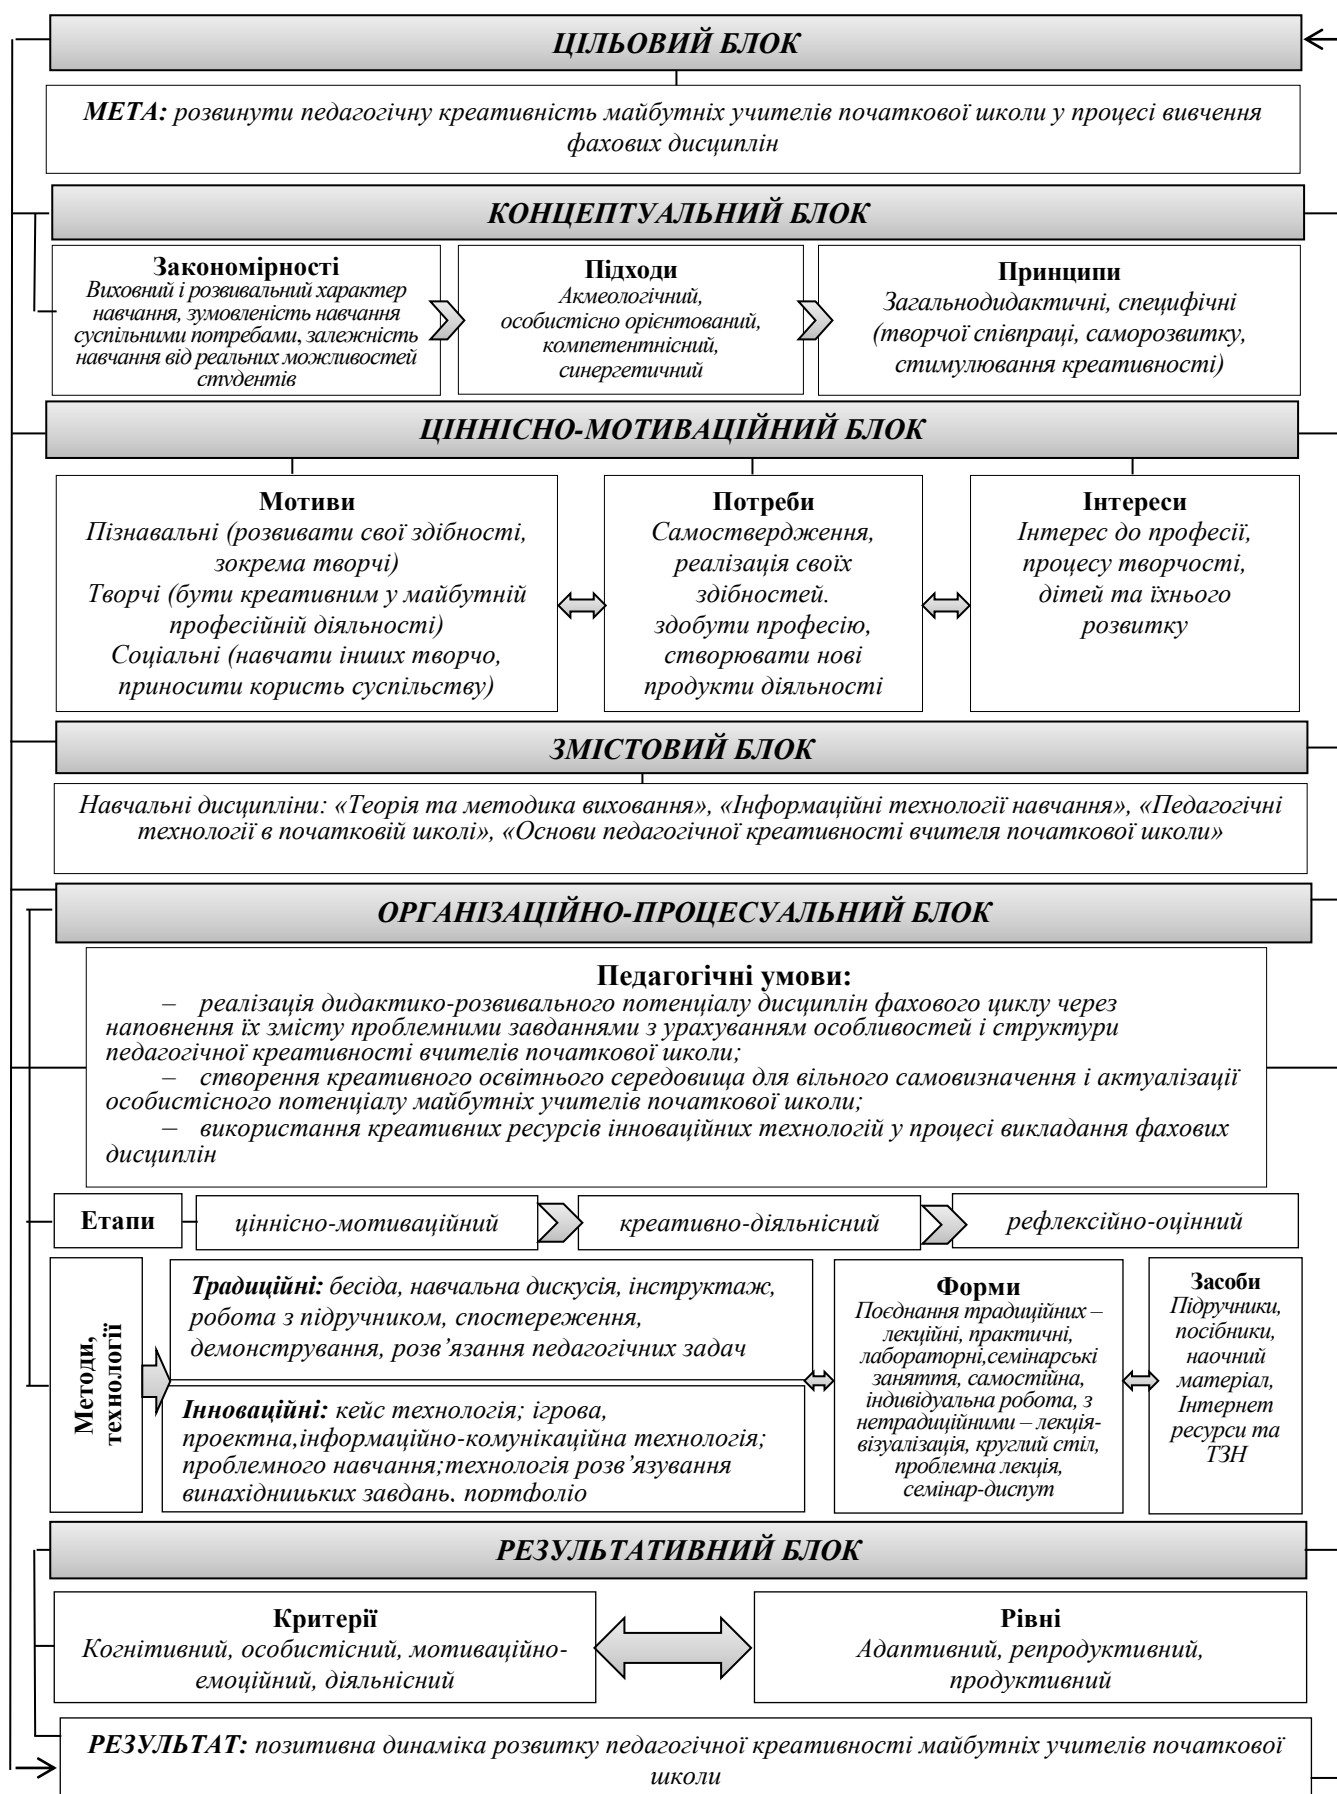 ЦІЛЬОВИЙ БЛОК
МЕТА: розвинути педагогічну креативність майбутніх учителів початкової школи у процесі вивчення
фахових дисциплін
КОНЦЕПТУАЛЬНИЙ БЛОК
Закономірності
Виховний і розвивальний характер
навчання, зумовленість навчання
суспільними потребами, залежність
навчання від реальних можливостей
студентів
Підходи
Акмеологічний,
особистісно орієнтований,
компетентнісний,
синергетичний
Принципи
Загальнодидактичні, специфічні
(творчої співпраці, саморозвитку,
стимулювання креативності)
ЦІННІСНО-МОТИВАЦІЙНИЙ БЛОК
Мотиви
Пізнавальні (розвивати свої здібності,
зокрема творчі)
Творчі (бути креативним у майбутній
професійній діяльності)
Соціальні (навчати інших творчо,
приносити користь суспільству)
Потреби
Самоствердження,
реалізація своїх
здібностей.
здобути професію,
створювати нові
продукти діяльності
Інтереси
Інтерес до професії,
процесу творчості,
дітей та їхнього
розвитку
ЗМІСТОВИЙ БЛОК
Навчальні дисципліни: «Теорія та методика виховання», «Інформаційні технології навчання», «Педагогічні
технології в початковій школі», «Основи педагогічної креативності вчителя початкової школи»
ОРГАНІЗАЦІЙНО-ПРОЦЕСУАЛЬНИЙ БЛОК
Педагогічні умови:
– реалізація дидактико-розвивального потенціалу дисциплін фахового циклу через
наповнення їх змісту проблемними завданнями з урахуванням особливостей і структури
педагогічної креативності вчителів початкової школи;
– створення креативного освітнього середовища для вільного самовизначення і актуалізації
особистісного потенціалу майбутніх учителів початкової школи;
– використання креативних ресурсів інноваційних технологій у процесі викладання фахових
дисциплін
Етапи
ціннісно-мотиваційний
креативно-діяльнісний
рефлексійно-оцінний
Методи,
технології
Традиційні: бесіда, навчальна дискусія, інструктаж,
робота з підручником, спостереження,
демонстрування, розв’язання педагогічних задач
Інноваційні: кейс технологія; ігрова,
проектна,інформаційно-комунікаційна технологія;
проблемного навчання;технологія розв’язування
винахідницьких завдань, портфоліо
Форми
Поєднання традиційних –
лекційні, практичні,
лабораторні,семінарські
заняття, самостійна,
індивідуальна робота, з
нетрадиційними – лекція-
візуалізація, круглий стіл,
проблемна лекція,
семінар-диспут
Засоби
Підручники,
посібники,
наочний
матеріал,
Інтернет
ресурси та
ТЗН
РЕЗУЛЬТАТИВНИЙ БЛОК
Критерії
Когнітивний, особистісний, мотиваційно-
емоційний, діяльнісний
Рівні
Адаптивний, репродуктивний,
продуктивний
РЕЗУЛЬТАТ: позитивна динаміка розвитку педагогічної креативності майбутніх учителів початкової
школи